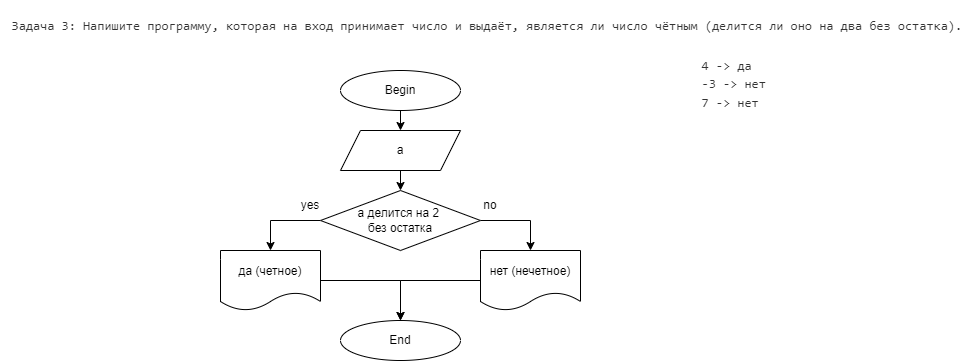 Задача 3: Напишите программу, которая на вход принимает число и выдаёт, является ли число чётным (делится ли оно на два без остатка).
4 -> да
-3 -> нет
7 -> нет
Begin
a
yes
no
а делится на 2
без остатка
да (четное)
нет (нечетное)
End